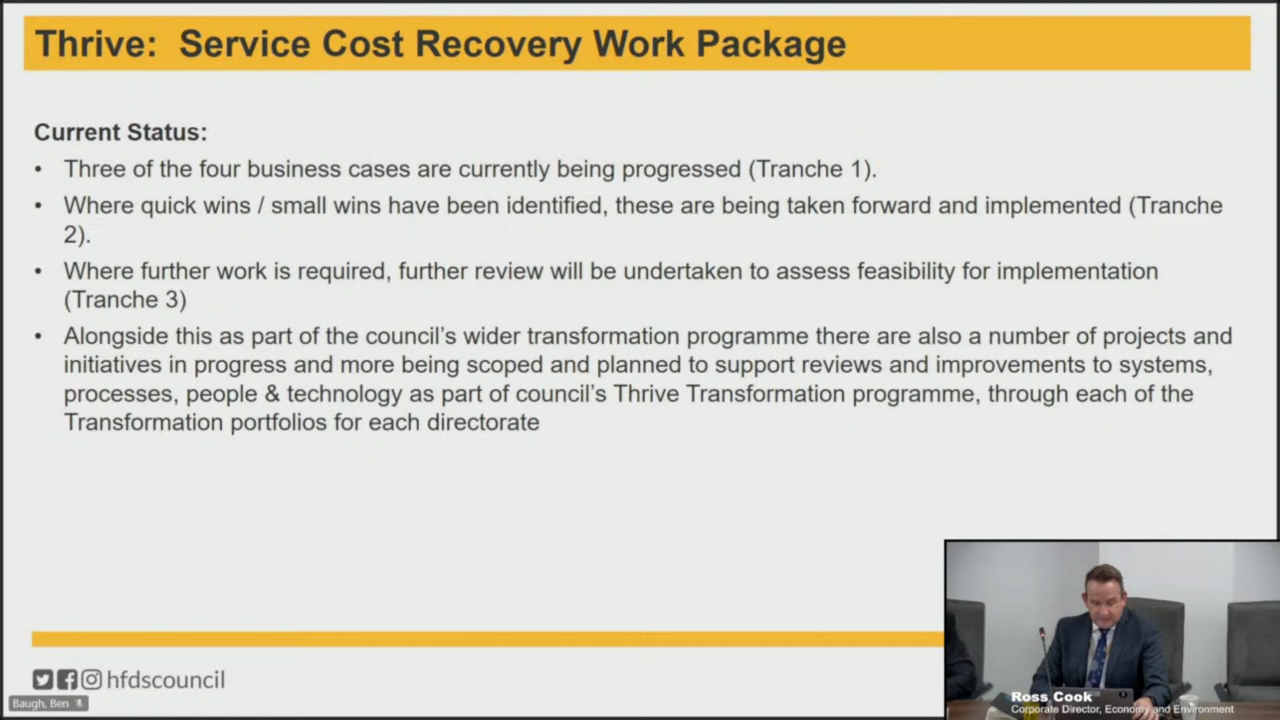 Thrive: Service Cost Recovery Work Package
Current Status:
• Three of the four business cases are currently being progressed (Tranche 1).
• Where quick wins / small wins have been identified, these are being taken forward and implemented (Tranche
2).
• Where further work is required, further review will be undertaken to assess feasibility for implementation
(Tranche 3)
• Alongside this as part of the council's wider transformation programme there are also a number of projects and
initiatives in progress and more being scoped and planned to support reviews and improvements to systems,
processes, people & technology as part of council's Thrive Transformation programme, through each of the
Transformation portfolios for each directorate
hfdscouncil
Baugh, Ben
Ross Cook
Corporate Director, Economy and Environment